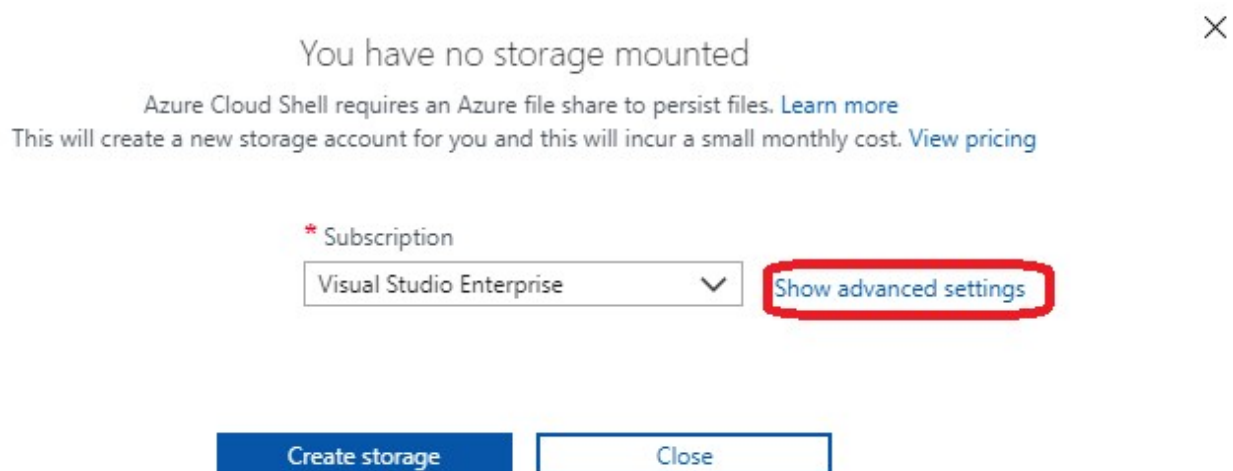 You have no storage mounted
Azure Cloud Shell requires an Azure file share to persist files. Learn more
This will create a new storage account for you and this will incur a small monthly cost. View pricing
* Subscription
Visual Studio Enterprise
Show advanced settings
Create storage
Close